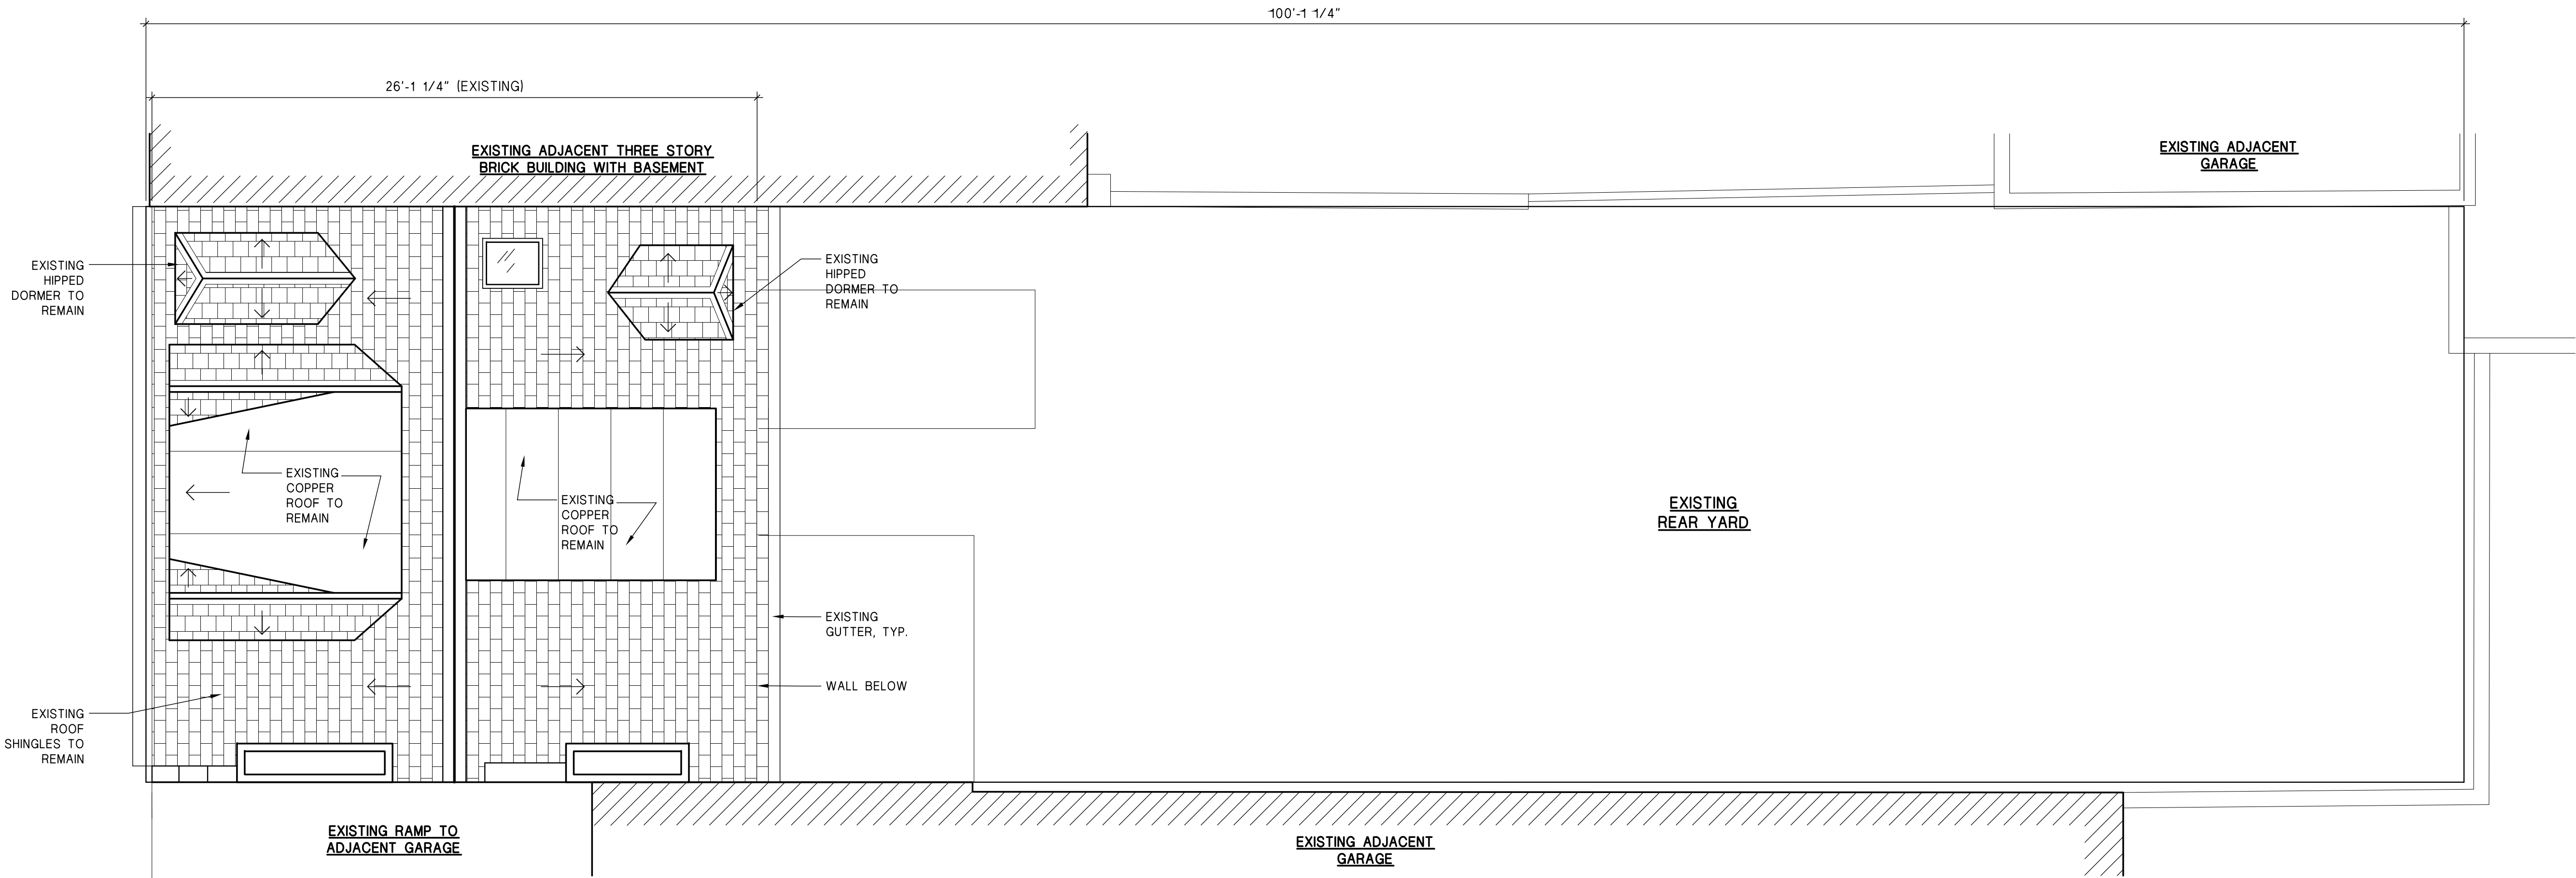 100'-1 1/4"
26'-1 1/4" (EXISTING)
EXISTING ADJACENT THREE STORY
BRICK BUILDING WITH BASEMENT
EXISTING ADJACENT
GARAGE
EXISTING
HIPPED
DORMER TO
REMAIN
EXISTING
HIPPED
DORMER TO
REMAIN
EXISTING
COPPER
ROOF TO
REMAIN
EXISTING
COPPER
ROOF TO
REMAIN
EXISTING
REAR YARD
EXISTING
GUTTER, TYP.
WALL BELOW
EXISTING
ROOF
SHINGLES TO
REMAIN
EXISTING RAMP TO
ADJACENT GARAGE
EXISTING ADJACENT
GARAGE